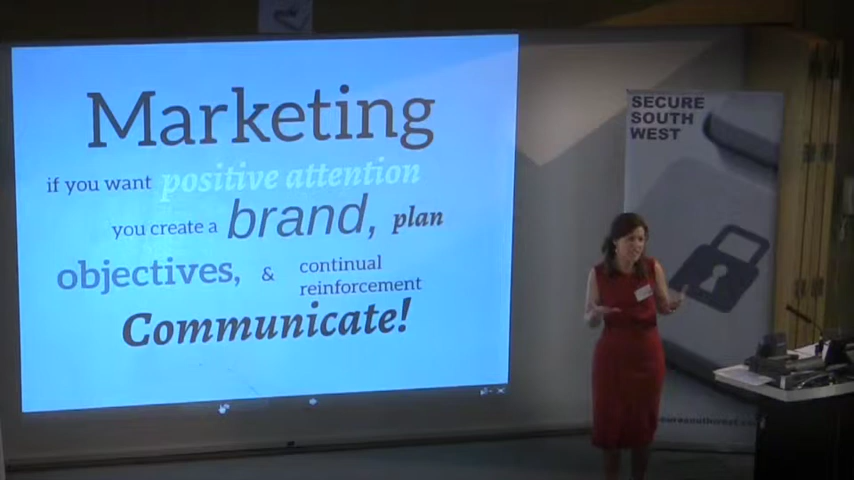 Marketing
if you want positive attention
you create a brand, plan
objectives, & continual
reinforcement
Communicate!
SECURE
SOUTH
WEST